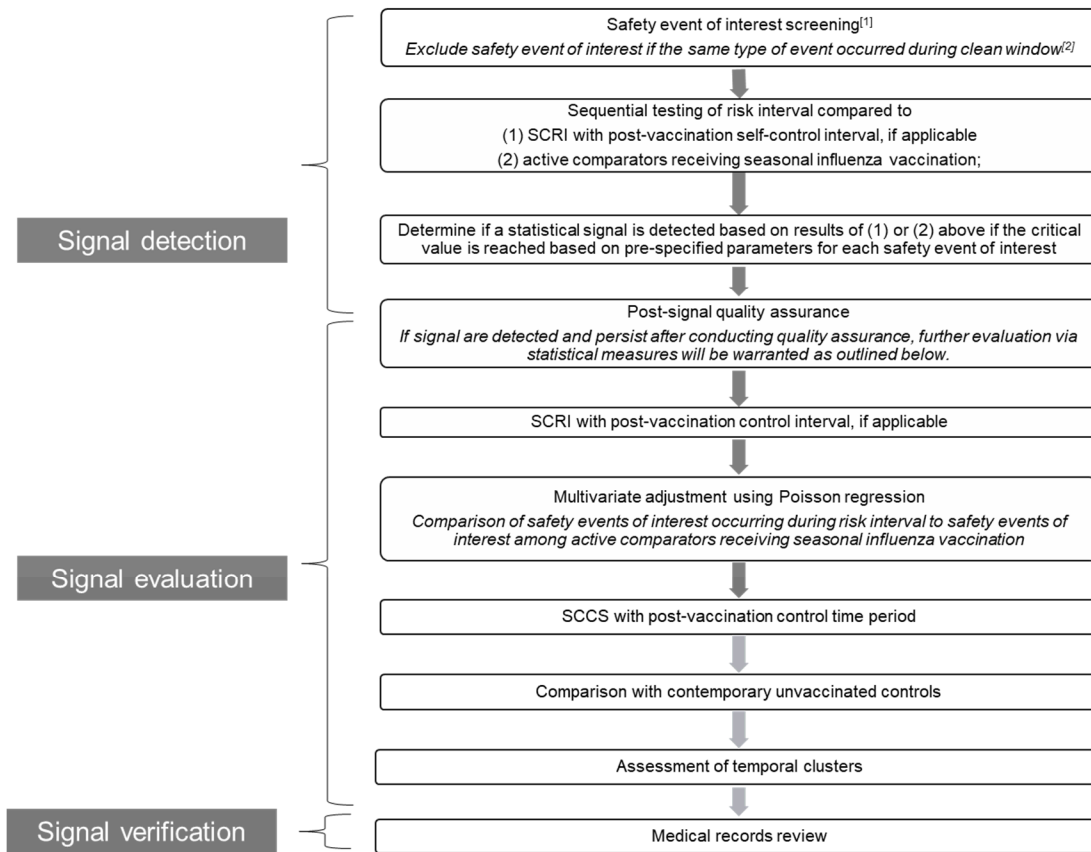 Safety event of interest screening[1]
Exclude safety event of interest if the same type of event occurred during clean window[2]
Sequential testing of risk interval compared to
(1) SCRI with post-vaccination self-control interval, if applicable
(2) active comparators receiving seasonal influenza vaccination;
Signal detection
Determine if a statistical signal is detected based on results of (1) or (2) above if the critical
value is reached based on pre-specified parameters for each safety event of interest
Post-signal quality assurance
If signal are detected and persist after conducting quality assurance, further evaluation via
statistical measures will be warranted as outlined below.
SCRI with post-vaccination control interval, if applicable
Multivariate adjustment using Poisson regression
Comparison of safety events of interest occurring during risk interval to safety events of
interest among active comparators receiving seasonal influenza vaccination
Signal evaluation
SCCS with post-vaccination control time period
Comparison with contemporary unvaccinated controls
Assessment of temporal clusters
Signal verification
Medical records review